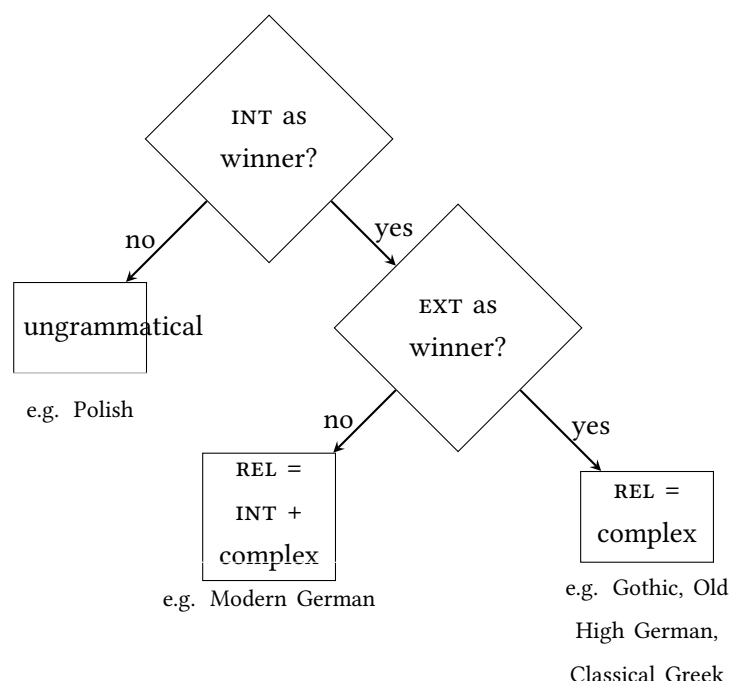 INT as
winner?
no
yes
ungrammatical
e.g. Polish
EXT as
winner?
no
yes
REL =
INT +
complex
e.g. Modern German
REL =
complex
e.g. Gothic, Old
High German,
Classical Greek